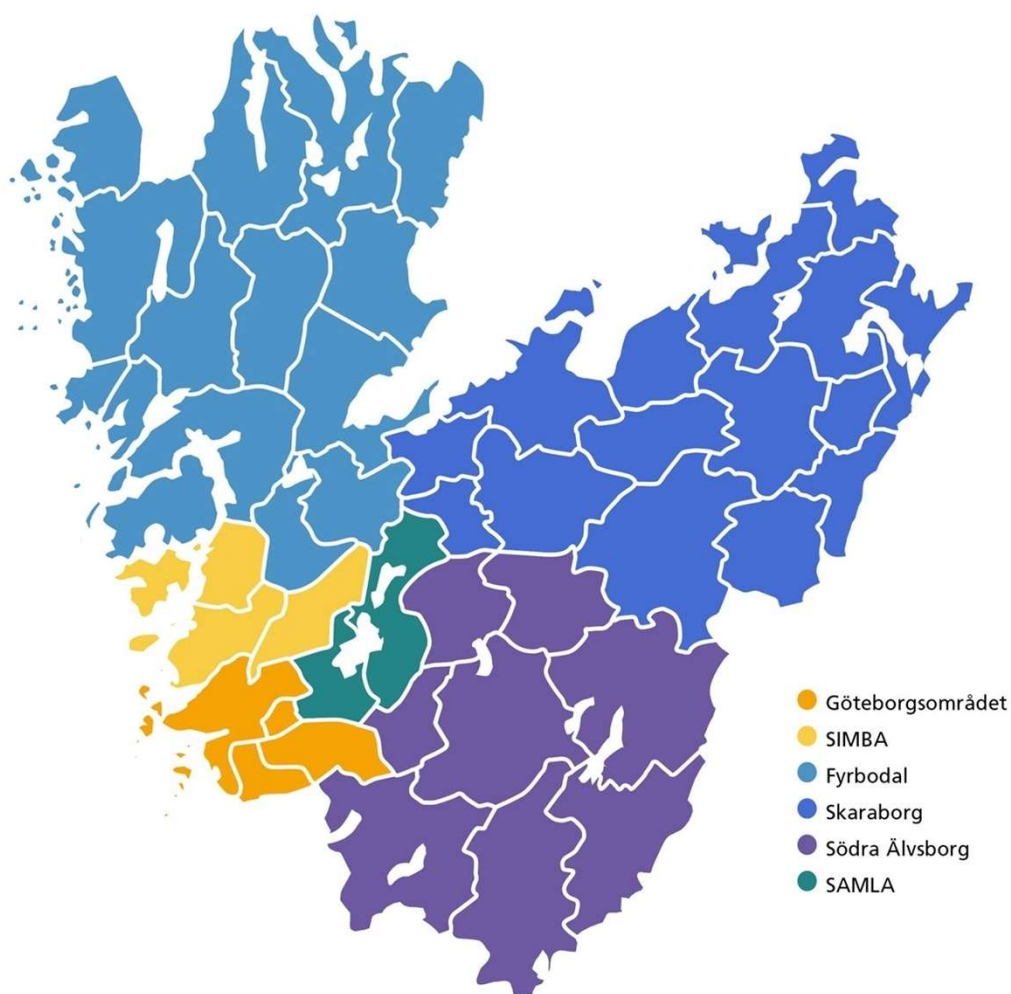 Göteborgsområdet
SIMBA
Fyrbodal
Skaraborg
Södra Älvsborg
SAMLA